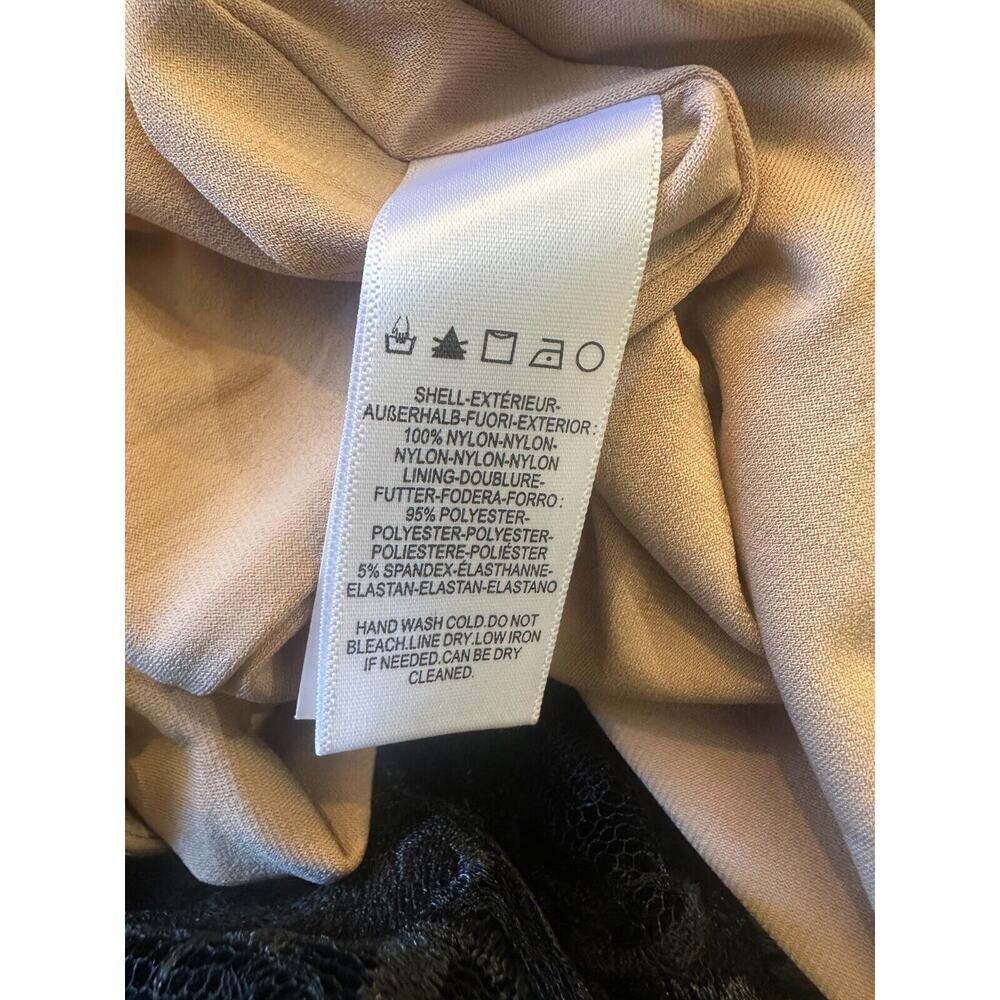 SHELL-EXTÉRIEUR-
AUßERHALB-FUORI-EXTERIOR :
100% NYLON-NYLON-
NYLON-NYLON-NYLON
LINING-DOUBLURE-
FUTTER-FODERA-FORRO :
95% POLYESTER-
POLYESTER-POLYESTER-
POLIESTERE-POLIÉSTER
5% SPANDEX-ÉLASTHANNE-
ELASTAN-ELASTAN-ELASTANO
HAND WASH COLD.DO NOT
BLEACH.LINE DRY.LOW IRON
IF NEEDED.CAN BE DRY
CLEANED.